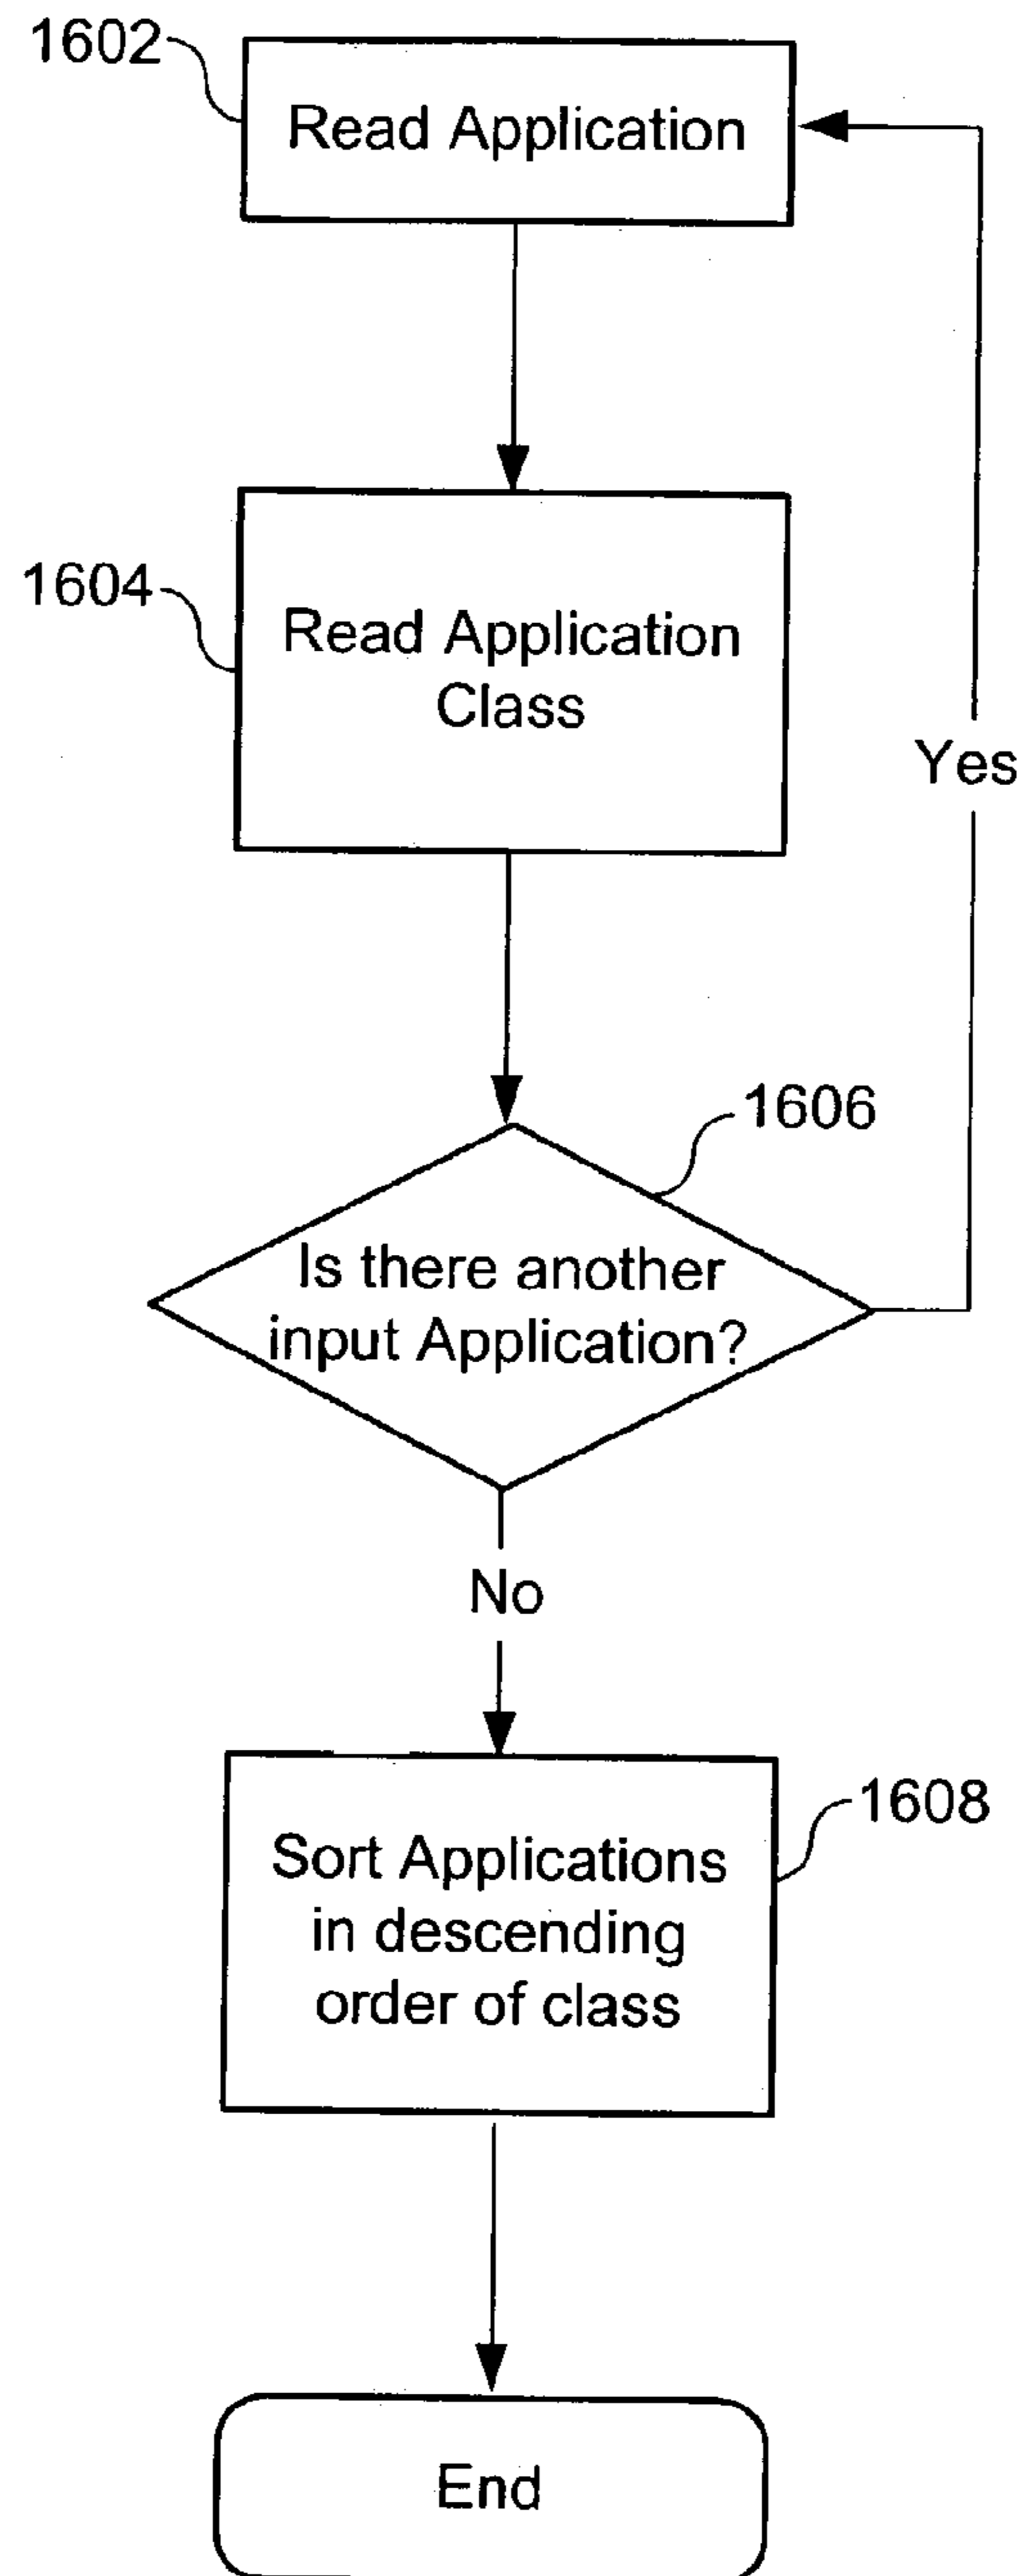 1602
Read Application
1604
Read Application
Class
Yes
1606
Is there another
input Application?
No
1608
Sort Applications
in descending
order of class
End